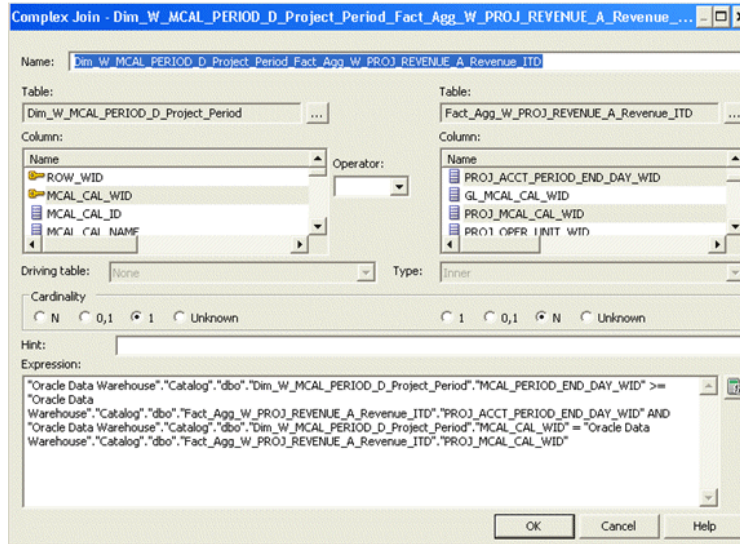 Complex Join - Dim_W_MCAL_PERIOD_D_Project_Period_Fact_Agg_W_PROJ_REVENUE_A_Revenue_...
Name: Dim_W_MCAL_PERIOD_D_Project_Period_Fact_Agg_W_PROJ_REVENUE_A_Revenue_ITD
Table: Table:
Dim_W_MCAL_PERIOD_D_Project_Period ... Fact_Agg_W_PROJ_REVENUE_A_Revenue_ITD ...
Column: Operator: Column:
Name Name
ROW_WID PROJ_ACCT_PERIOD_END_DAY_WID
MCAL_CAL_WID GL_MCAL_CAL_WID
MCAL_CAL_ID PROJ_MCAL_CAL_WID
MCAL_CAL_NAME PROJ_OPER_UNIT_WID
Driving table: None Type: Inner
Cardinality
N 0,1 1 Unknown 1 0,1 N Unknown
Hint:
Expression:
"Oracle Data Warehouse"."Catalog"."dbo"."Dim_W_MCAL_PERIOD_D_Project_Period"."MCAL_PERIOD_END_DAY_WID" >=
"Oracle Data
Warehouse"."Catalog"."dbo"."Fact_Agg_W_PROJ_REVENUE_A_Revenue_ITD"."PROJ_ACCT_PERIOD_END_DAY_WID" AND
"Oracle Data Warehouse"."Catalog"."dbo"."Dim_W_MCAL_PERIOD_D_Project_Period"."MCAL_CAL_WID" = "Oracle Data
Warehouse"."Catalog"."dbo"."Fact_Agg_W_PROJ_REVENUE_A_Revenue_ITD"."PROJ_MCAL_CAL_WID"
OK Cancel Help